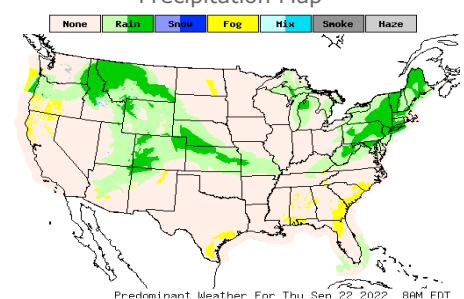 Precipitation Map
None Rain Snow Fog Mix Smoke Haze
Predominant Weather For Thu Sep 22 2022 8AM EDT